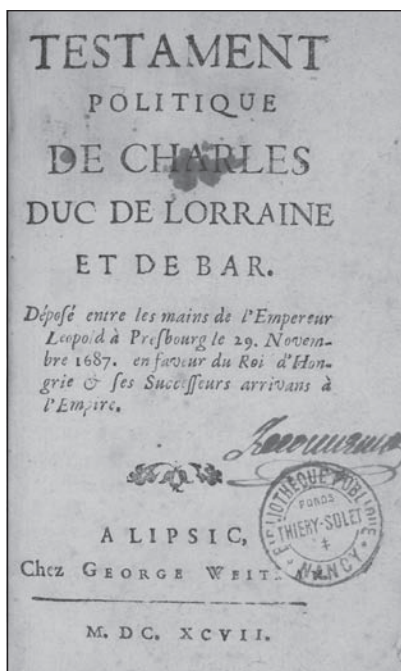 TESTAMENT
POLITIQUE
DE CHARLES
DUC DE LORRAINE
ET DE BAR.
Déposé entre les mains de l'Empereur
Leopold à Presbourg le 29. Novem-
bre 1687. en faveur du Roi d'Hon-
grie & ses Successeurs arrivans à
l'Empire.
BIBLIOTHÈQUE PUBLIQUE
FONDS
THIERY-SOLET
NANCY
A LIPSIC,
Chez GEORGE
M. DC. XCVII.